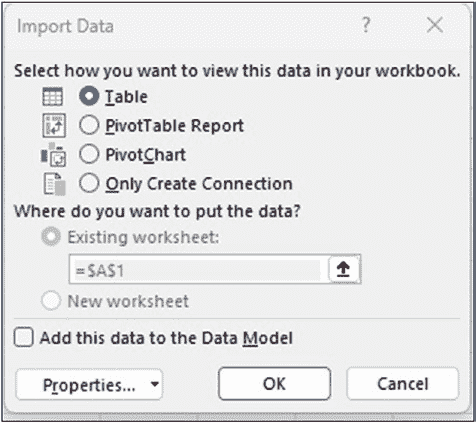 Import Data ?
Select how you want to view this data in your workbook.
Table
PivotTable Report
PivotChart
Only Create Connection
Where do you want to put the data?
Existing worksheet:
=$A$1
New worksheet
Add this data to the Data Model
Properties...
OK
Cancel